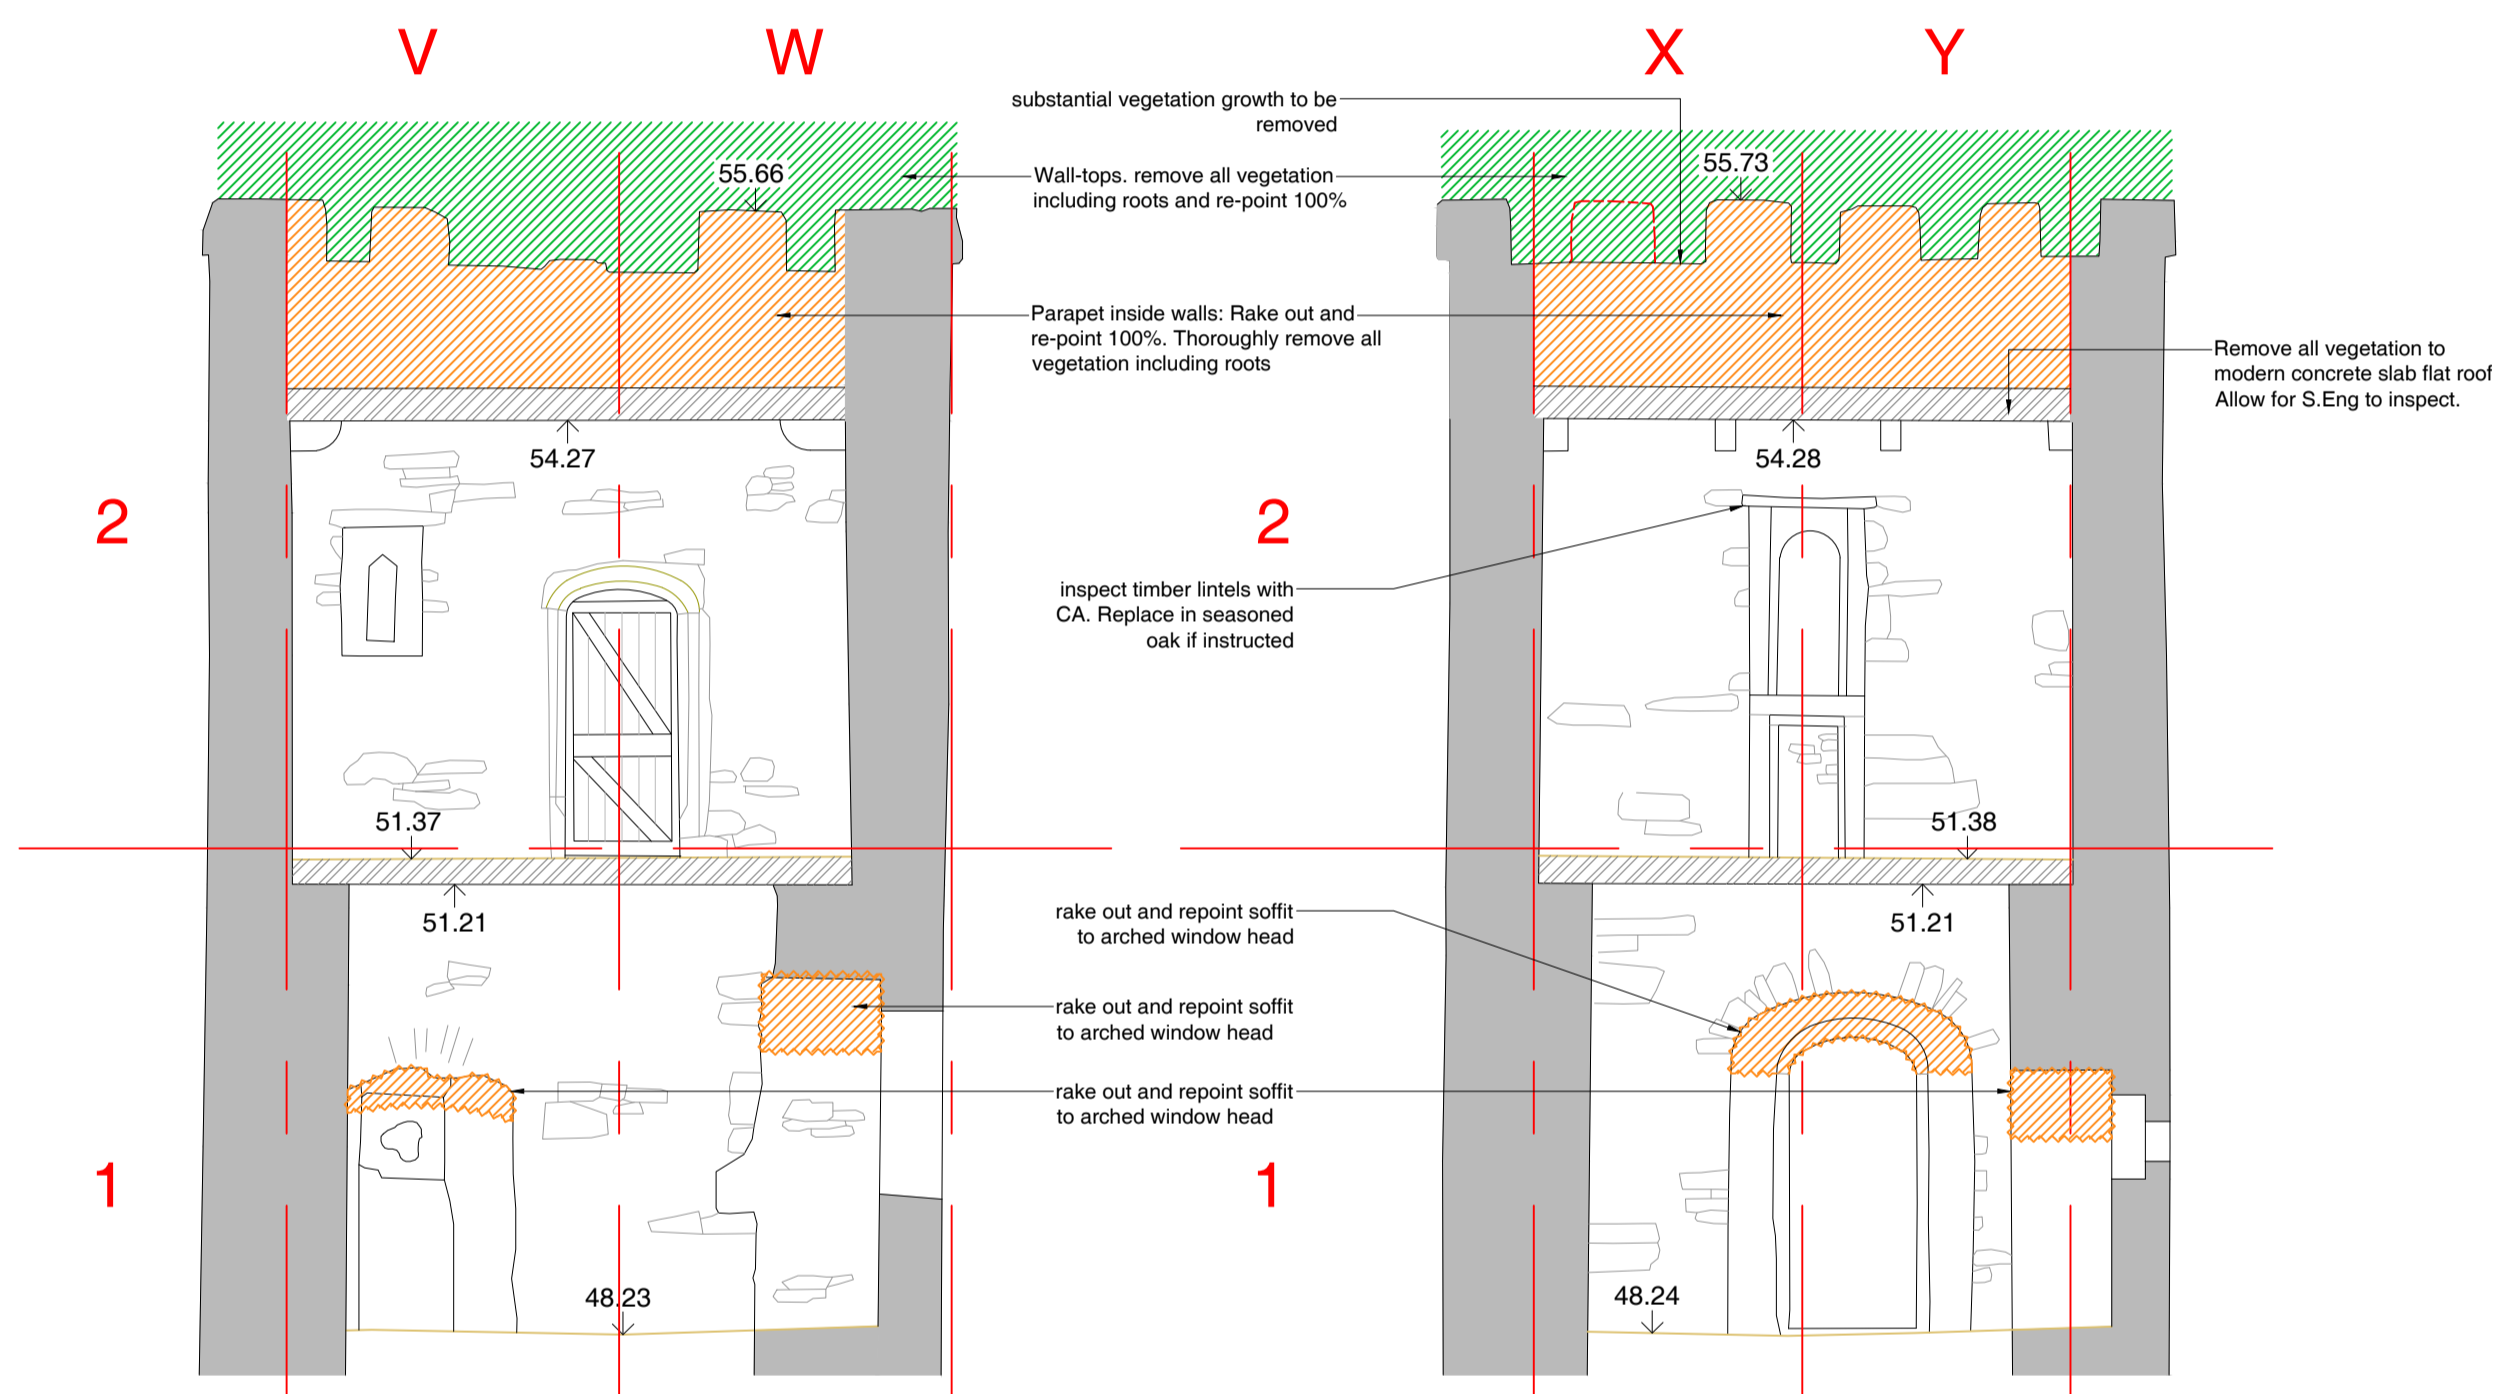 V
W
X
Y
substantial vegetation growth to be
removed
55.66
Wall-tops. remove all vegetation
including roots and re-point 100%
55.73
Parapet inside walls: Rake out and
re-point 100%. Thoroughly remove all
vegetation including roots
Remove all vegetation to
modern concrete slab flat roof
Allow for S.Eng to inspect.
54.27
54.28
2
2
inspect timber lintels with
CA. Replace in seasoned
oak if instructed
51.37
51.38
51.21
rake out and repoint soffit
to arched window head
51.21
rake out and repoint soffit
to arched window head
rake out and repoint soffit
to arched window head
1
1
48.23
48.24